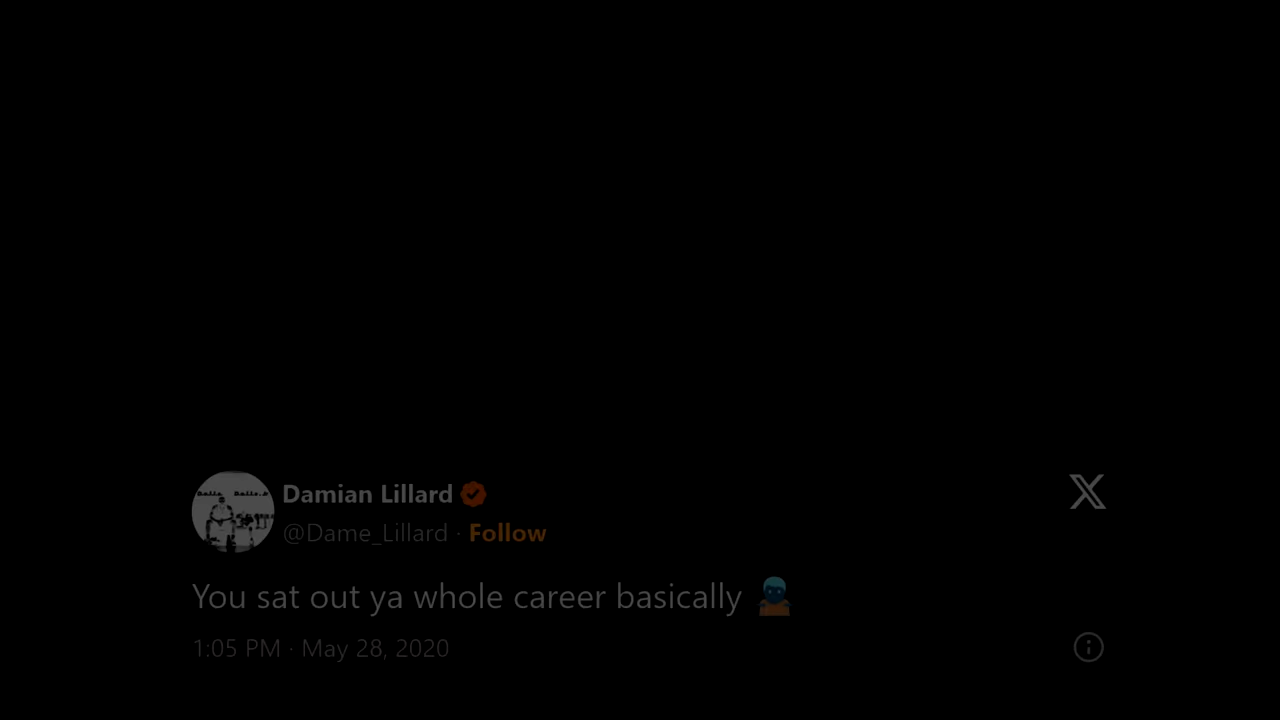 Damian Lillard
@Dame_Lillard · Follow
You sat out ya whole career basically
1:05 PM · May 28, 2020